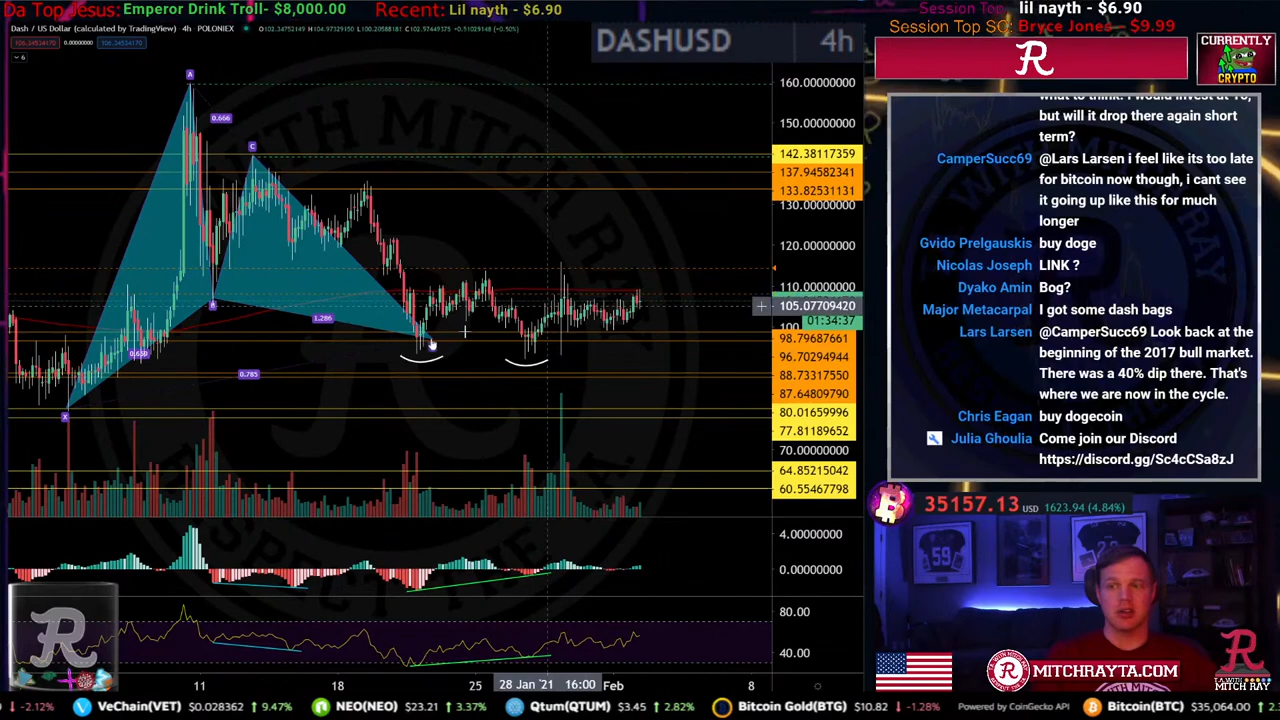 Da Top Jesus: Emperor Drink Troll- $8,000.00
Recent: Lil nayth - $6.90
Session Top: lil nayth - $6.90
Session Top SC: Bryce Jones- $9.99
Dash / US Dollar (calculated by TradingView) 4h POLONIEX
DASHUSD 4h
R
CURRENTLY
CRYPTO
A
0.666
C
B
1.286
0.785
X
160.00000000
150.00000000
142.38117359
137.94582341
133.82531131
130.00000000
120.00000000
110.00000000
105.07709420
01:34:37
100
98.79687661
96.70294944
88.73317550
87.64809790
80.01659996
77.81189652
70.00000000
64.85215042
60.55467798
4.00000000
0.00000000
80.00
40.00
11
18
25
28 Jan '21 16:00
Feb
8
but will it drop there again short
term?
CamperSucc69 @Lars Larsen i feel like its too late
for bitcoin now though, i cant see
it going up like this for much
longer
Gvido Prelgauskis buy doge
Nicolas Joseph LINK ?
Dyako Amin Bog?
Major Metacarpal I got some dash bags
Lars Larsen @CamperSucc69 Look back at the
beginning of the 2017 bull market.
There was a 40% dip there. That's
where we are now in the cycle.
Chris Eagan buy dogecoin
Julia Ghoulia Come join our Discord
https://discord.gg/Sc4cCSa8zJ
35157.13 USD 1623.94 (4.84%)
59
R
MITCHRAYTA.COM
MITCH RAY
-2.12% VeChain(VET) $0.028362 9.47% NEO(NEO) $23.21 3.37% Qtum(QTUM) $3.45 2.82% Bitcoin Gold(BTG) $10.82 -1.28% Bitcoin(BTC) $35,064.00
Powered by CoinGecko API